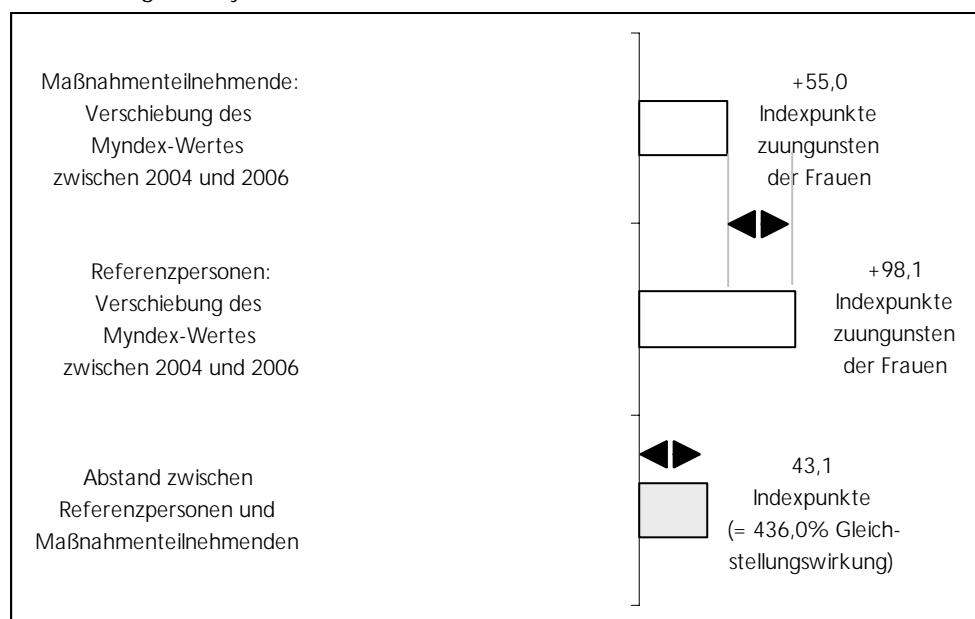 Maßnahmenteilnehmende:
Verschiebung des
Myndex-Wertes
zwischen 2004 und 2006
+55,0
Indexpunkte
zuungunsten
der Frauen
Referenzpersonen:
Verschiebung des
Myndex-Wertes
zwischen 2004 und 2006
+98,1
Indexpunkte
zuungunsten
der Frauen
Abstand zwischen
Referenzpersonen und
Maßnahmenteilnehmenden
43,1
Indexpunkte
(= 436,0% Gleich-
stellungswirkung)